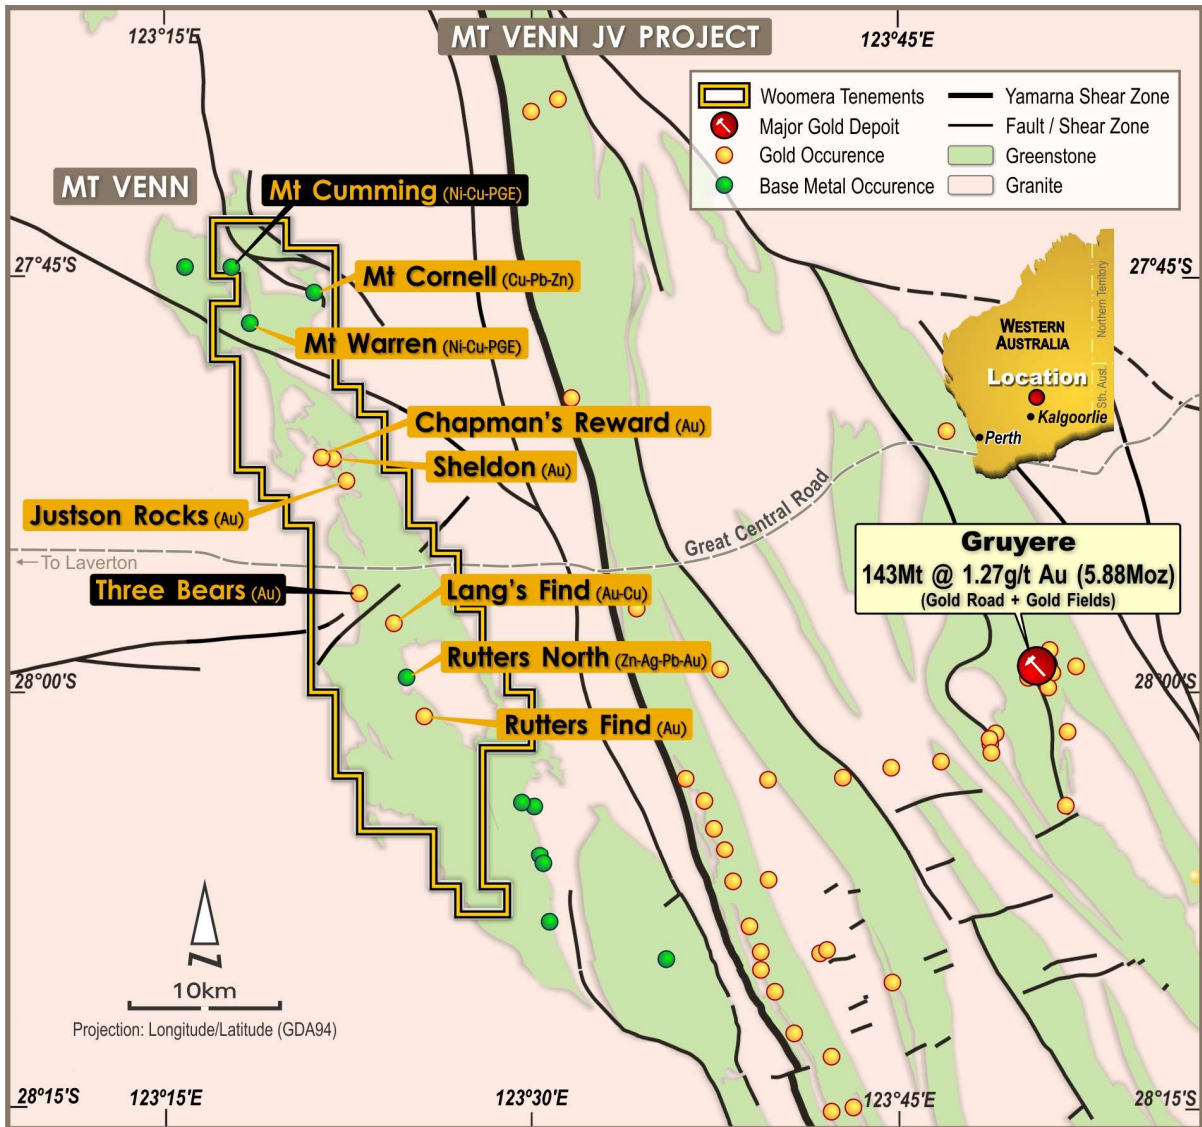 123°15'E
MT VENN JV PROJECT
123°45'E
Woomera Tenements
Major Gold Depoit
Gold Occurence
Base Metal Occurence
Yamarna Shear Zone
Fault / Shear Zone
Greenstone
Granite
MT VENN
Mt Cumming (Ni-Cu-PGE)
27°45'S
27°45'S
Mt Cornell (Cu-Pb-Zn)
Mt Warren (Ni-Cu-PGE)
WESTERN
AUSTRALIA
Northern Territory
Sth. Aust.
Location
Kalgoorlie
Perth
Chapman's Reward (Au)
Sheldon (Au)
Justson Rocks (Au)
Great Central Road
To Laverton
Gruyere
143Mt @ 1.27g/t Au (5.88Moz)
(Gold Road + Gold Fields)
Three Bears (Au)
Lang's Find (Au-Cu)
Rutters North (Zn-Ag-Pb-Au)
28°00'S
28°00'S
Rutters Find (Au)
N
10km
Projection: Longitude/Latitude (GDA94)
28°15'S
123°15'E
123°30'E
123°45'E
28°15'S